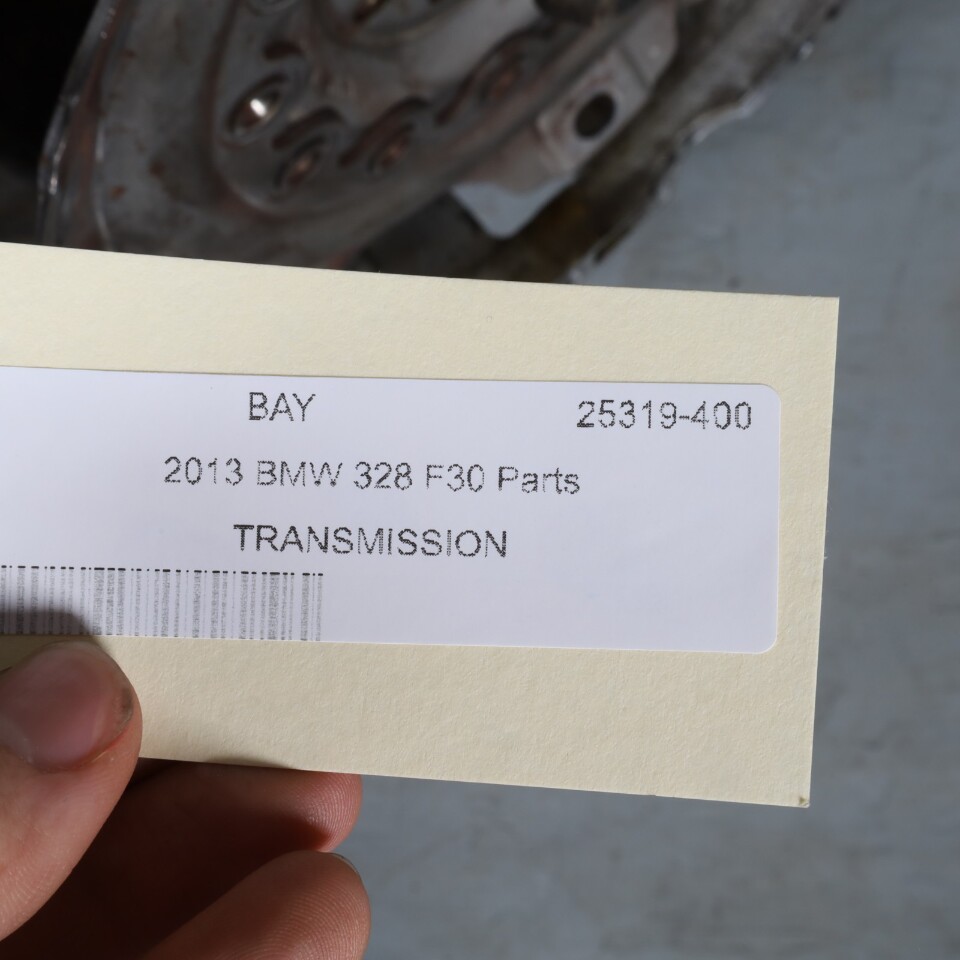 BAY 25319-400
2013 BMW 328 F30 Parts
TRANSMISSION